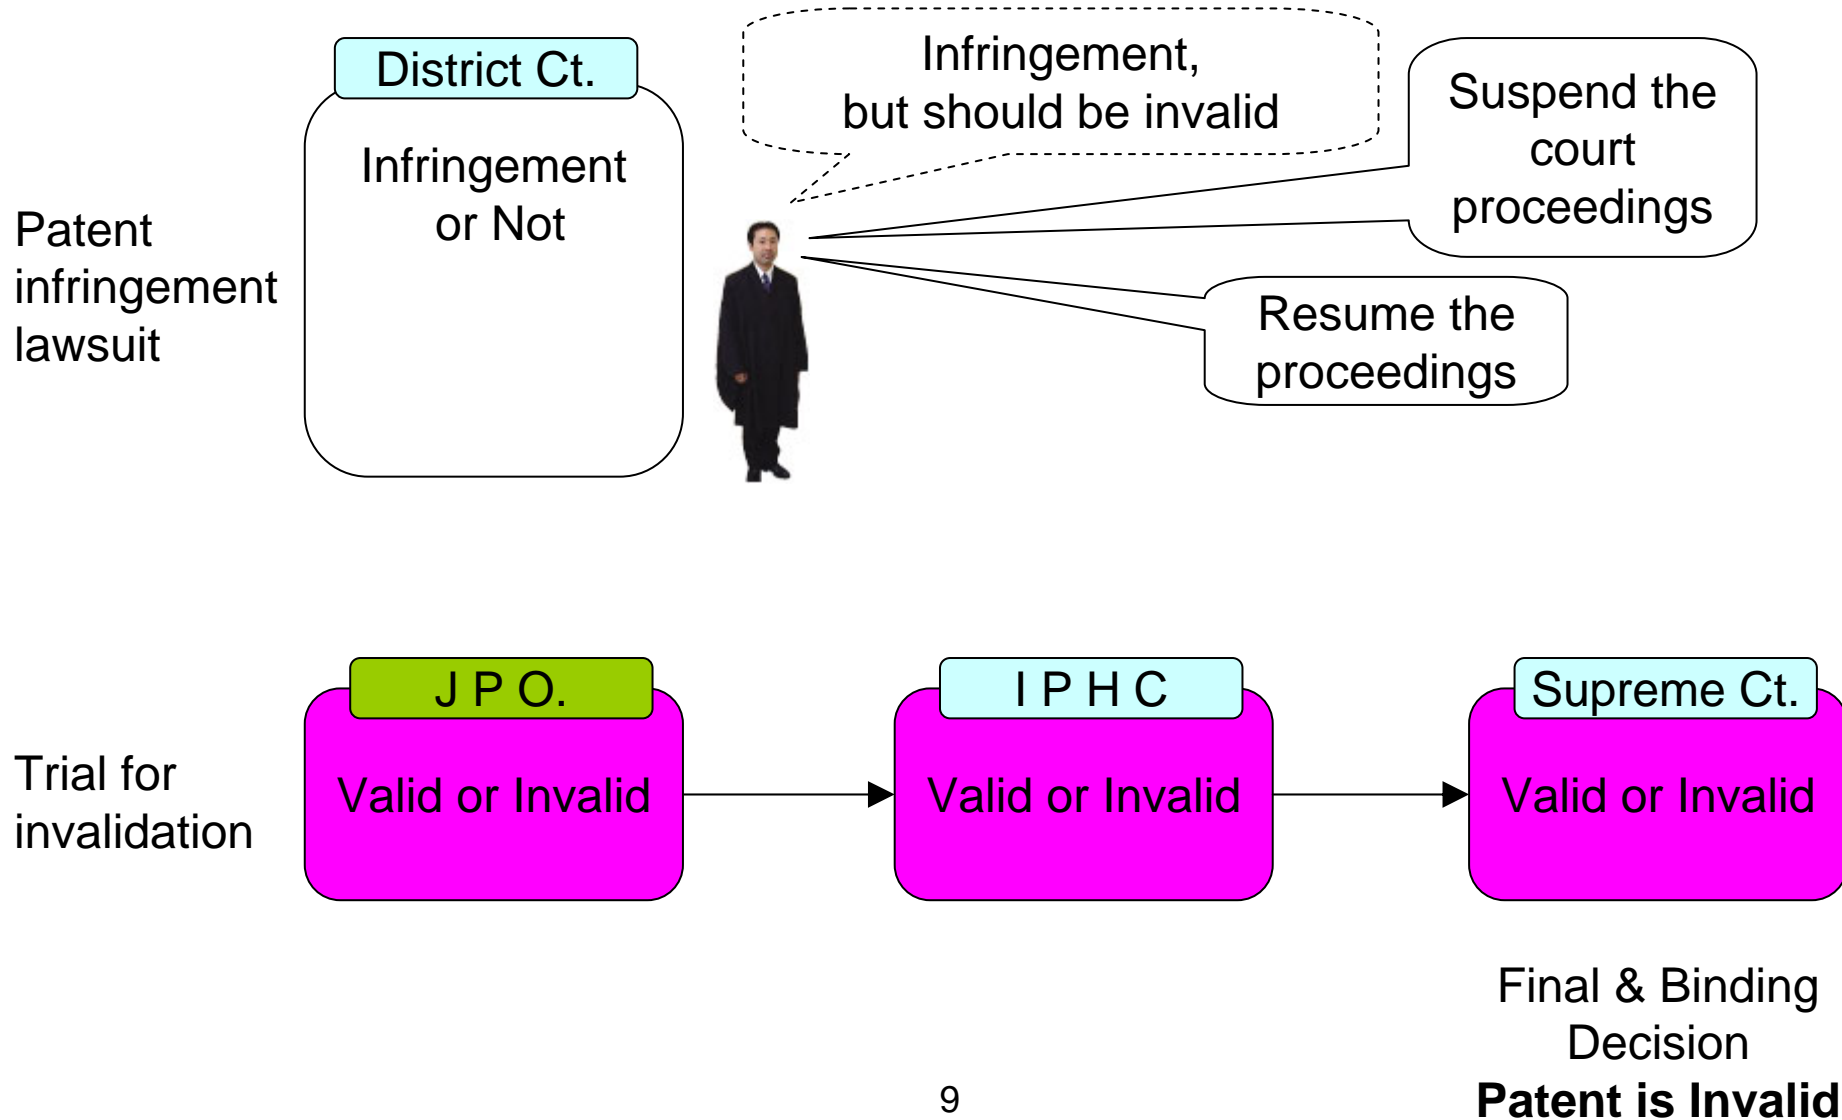 District Ct.
Infringement
or Not
Infringement,
but should be invalid
Suspend the
court
proceedings
Resume the
proceedings
Patent
infringement
lawsuit
J P O.
Valid or Invalid
I P H C
Valid or Invalid
Supreme Ct.
Valid or Invalid
Trial for
invalidation
Final & Binding
Decision
Patent is Invalid
9